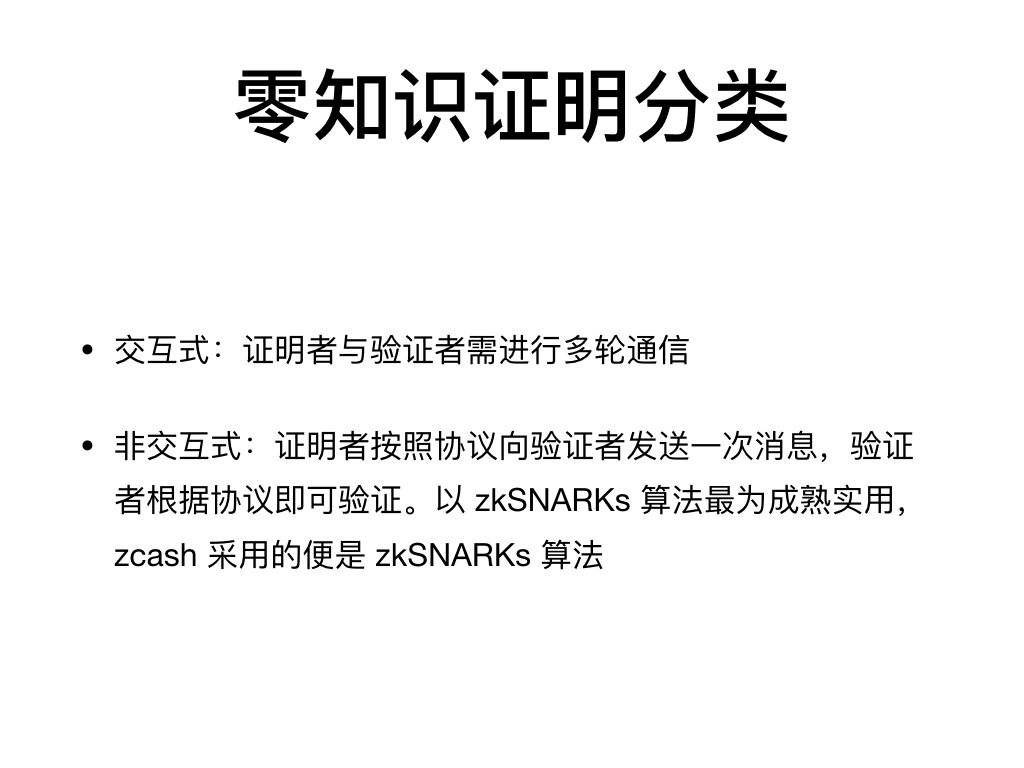 零知识证明分类
• 交互式：证明者与验证者需进行多轮通信
• 非交互式：证明者按照协议向验证者发送一次消息，验证
者根据协议即可验证。以 zkSNARKs 算法最为成熟实用，
zcash 采用的便是 zkSNARKs 算法